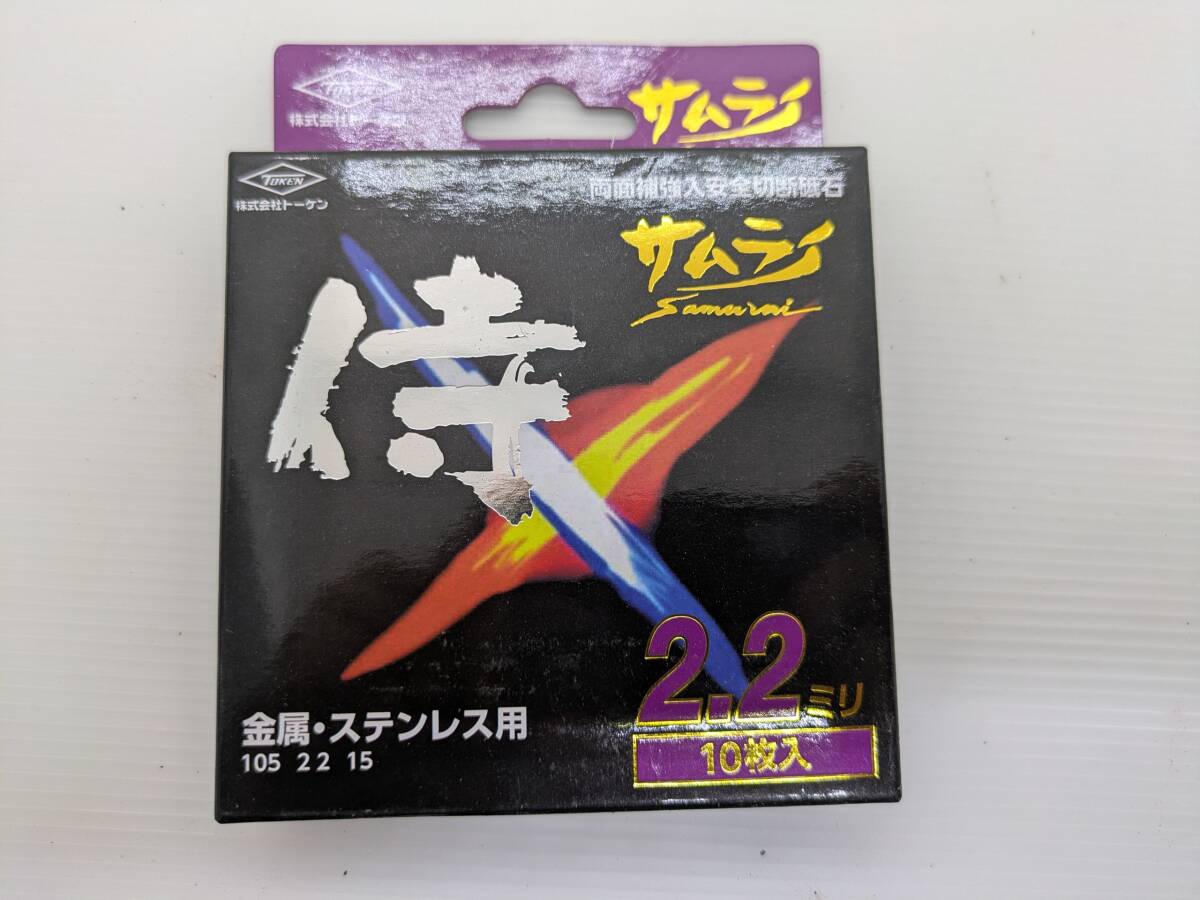 TOKEN
株式会社トーケン
サムライ
TOKEN
株式会社トーケン
両面補強入安全切断砥石
サムライ
Samurai
侍
2.2ミリ
10枚入
金属・ステンレス用
105 2 2 15